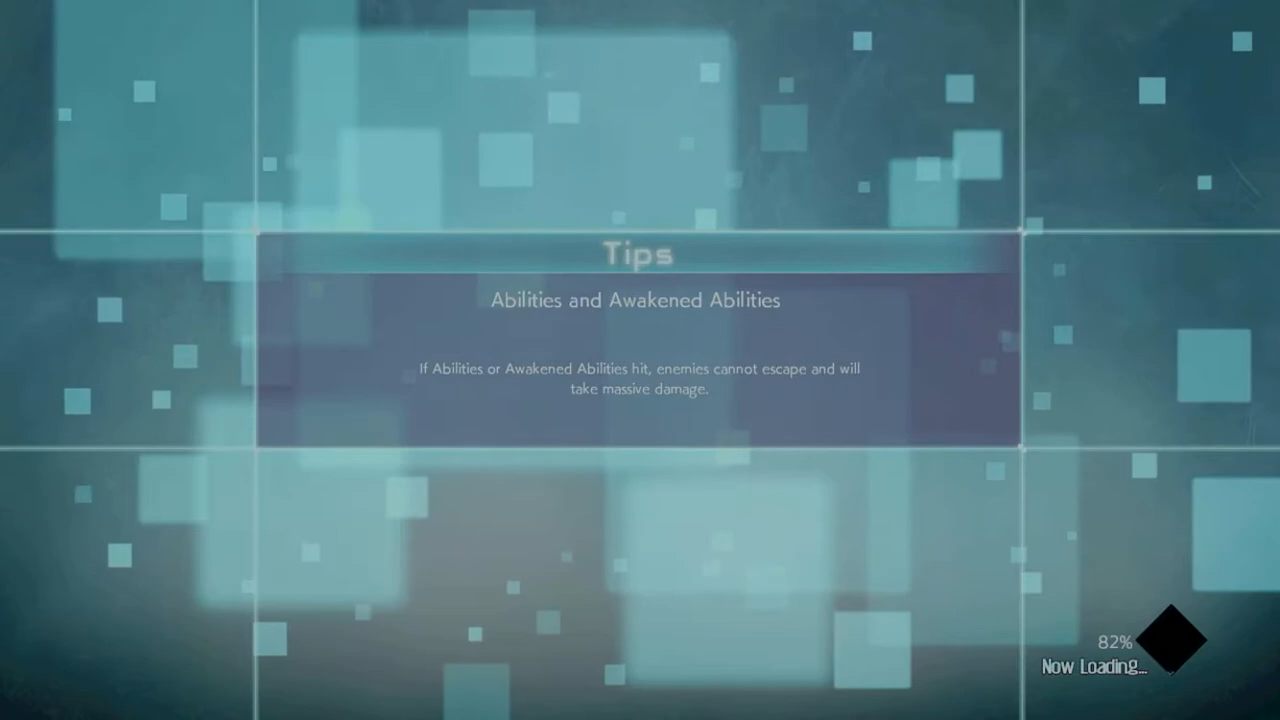 Tips
Abilities and Awakened Abilities
If Abilities or Awakened Abilities hit, enemies cannot escape and will
take massive damage.
82%
Now Loading...